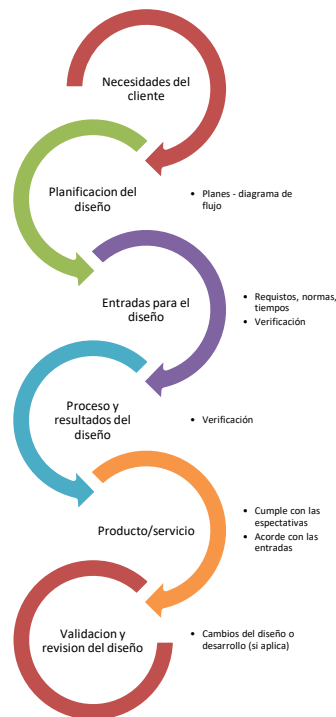 Necesidades del
cliente
Planificacion del
diseño
• Planes - diagrama de
flujo
Entradas para el
diseño
• Requistos, normas,
tiempos
• Verificación
Proceso y
resultados del
diseño
• Verificación
Producto/servicio
• Cumple con las
espectativas
• Acorde con las
entradas
Validacion y
revision del diseño
• Cambios del diseño o
desarrollo (si aplica)